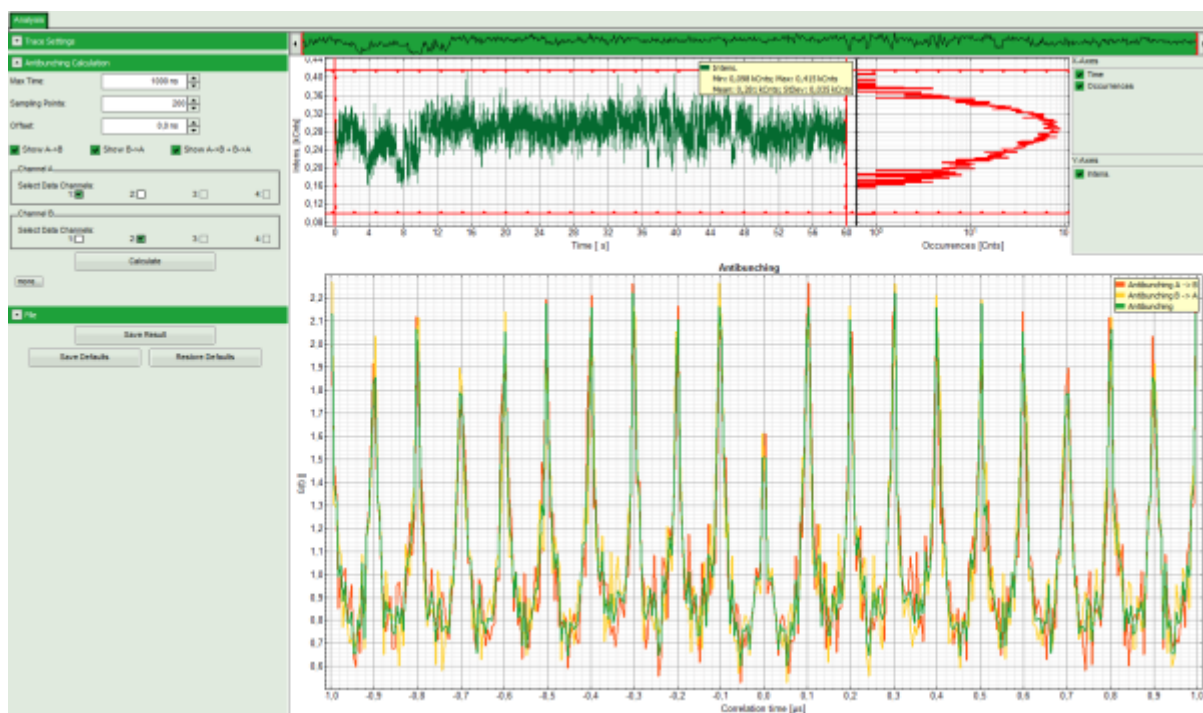 Analysis
Trace Settings
Antibunching Calculation
Max Time: 1000 ns
Sampling Points: 200
Offset: 0,0 ns
Show A->B Show B->A Show A->B + B->A
Channel A
Select Data Channels:
1: 2: 3: 4:
Channel B
Select Data Channels:
1: 2: 3: 4:
Calculate
more...
File
Save Result
Save Defaults Restore Defaults
Intens. [kCnts]
0,44
0,40
0,36
0,32
0,28
0,24
0,20
0,16
0,12
0,08
Intens.
Min: 0,098 kCnts; Max: 0,415 kCnts
Mean: 0,281 kCnts; StDev: 0,035 kCnts
0 4 8 12 16 20 24 28 32 36 40 44 48 52 56 60
Time [ s]
Occurrences [Cnts]
X-Axes
Time
Occurrences
Y-Axes
Intens.
Antibunching
Antibunching A -> B
Antibunching B -> A
Antibunching
G(t) []
2,2
2,1
2,0
1,9
1,8
1,7
1,6
1,5
1,4
1,3
1,2
1,1
1,0
0,9
0,8
0,7
0,6
1,0 -0,9 -0,8 -0,7 -0,6 -0,5 -0,4 -0,3 -0,2 -0,1 0,0 0,1 0,2 0,3 0,4 0,5 0,6 0,7 0,8 0,9 1,0
Correlation time [µs]